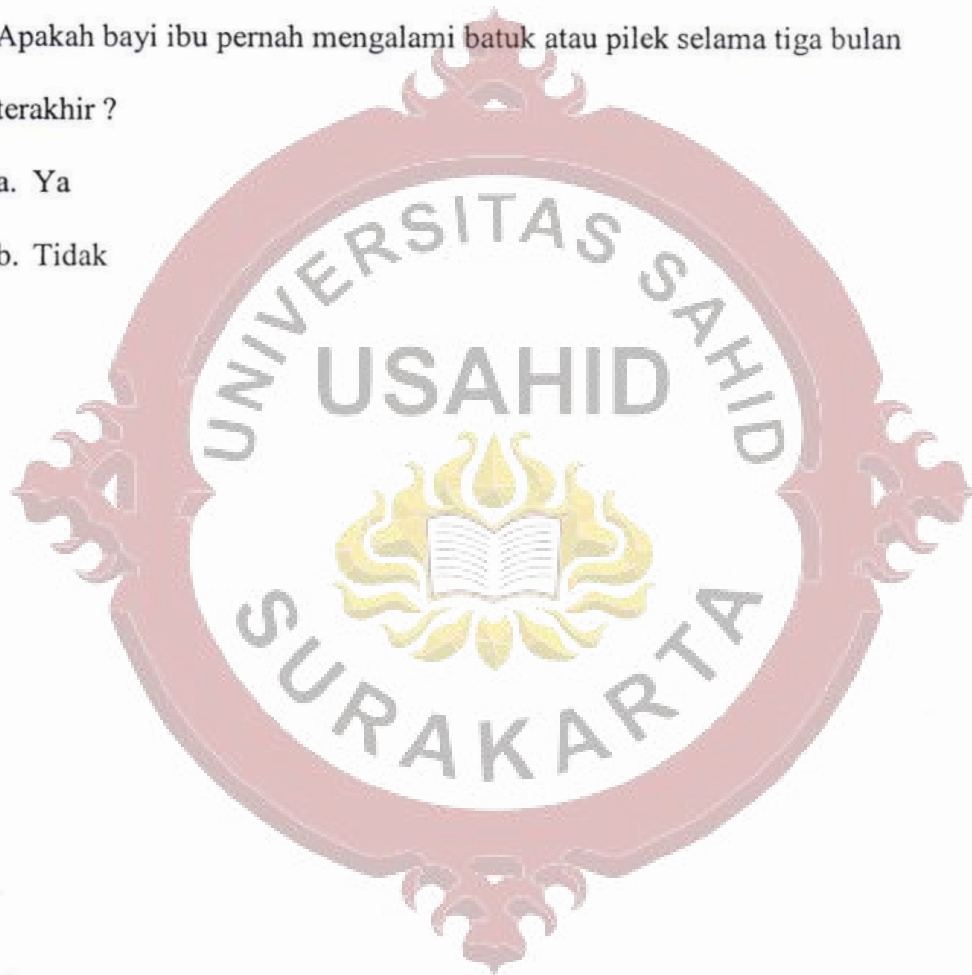 Apakah bayi ibu pernah mengalami batuk atau pilek selama tiga bulan
terakhir ?
a. Ya
b. Tidak
UNIVERSITAS SAHID
USAHID
SURAKARTA